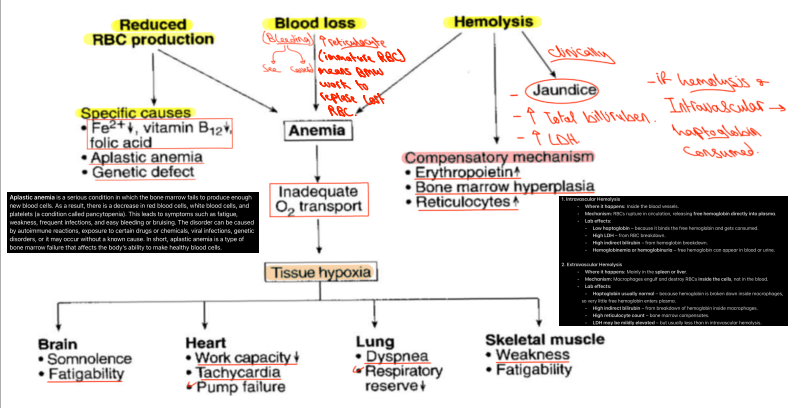 Reduced
RBC production
Blood loss
Hemolysis
(Bleeding)
↑ reticulocyte
(immature RBC)
means BM
work to
replace lost
RBC.
clinically
- Jaundice
- ↑ Total bilruben.
- ↑ LDH
- if hemolysis
Intravascular →
haptoglobin
consumed.
Specific causes
• Fe2+↓, vitamin B12↓,
folic acid
• Aplastic anemia
• Genetic defect
Anemia
Compensatory mechanism
• Erythropoietin↑
• Bone marrow hyperplasia
• Reticulocytes↑
Aplastic anemia is a serious condition in which the bone marrow fails to produce enough
new blood cells. As a result, there is a decrease in red blood cells, white blood cells, and
platelets (a condition called pancytopenia). This leads to symptoms such as fatigue,
weakness, frequent infections, and easy bleeding or bruising. The disorder can be caused
by autoimmune reactions, exposure to certain drugs or chemicals, viral infections, genetic
disorders, or it may occur without a known cause. In short, aplastic anemia is a type of
bone marrow failure that affects the body's ability to make healthy blood cells.
Inadequate
O2 transport
1. Intravascular Hemolysis
- Where it happens: Inside the blood vessels.
- Mechanism: RBCs rupture in circulation, releasing free hemoglobin directly into plasma.
- Lab effects:
- Low haptoglobin – because it binds the free hemoglobin and gets consumed.
- High LDH – from RBC breakdown.
- High indirect bilirubin – from hemoglobin breakdown.
- Hemoglobinemia or hemoglobinuria – free hemoglobin can appear in blood or urine.
2. Extravascular Hemolysis
- Where it happens: Mainly in the spleen or liver.
- Mechanism: Macrophages engulf and destroy RBCs inside the cells, not in the blood.
- Lab effects:
- Haptoglobin usually normal – because hemoglobin is broken down inside macrophages,
so very little free hemoglobin enters plasma.
- High indirect bilirubin – from breakdown of hemoglobin inside macrophages.
- High reticulocyte count – bone marrow compensates.
- LDH may be mildly elevated – but usually less than in intravascular hemolysis.
Tissue hypoxia
Brain
• Somnolence
• Fatigability
Heart
• Work capacity↓
• Tachycardia
• Pump failure
Lung
• Dyspnea
• Respiratory
reserve↓
Skeletal muscle
• Weakness
• Fatigability